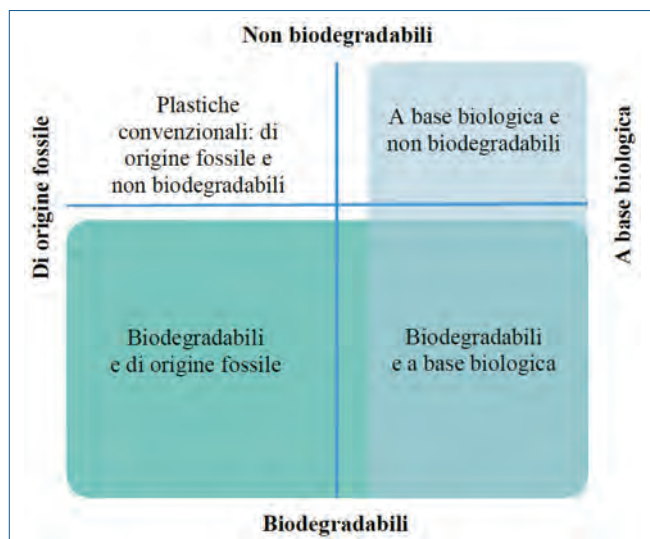 Non biodegradabili
Di origine fossile
Plastiche
convenzionali: di
origine fossile e
non biodegradabili
A base biologica e
non biodegradabili
A base biologica
Biodegradabili
e di origine fossile
Biodegradabili
e a base biologica
Biodegradabili